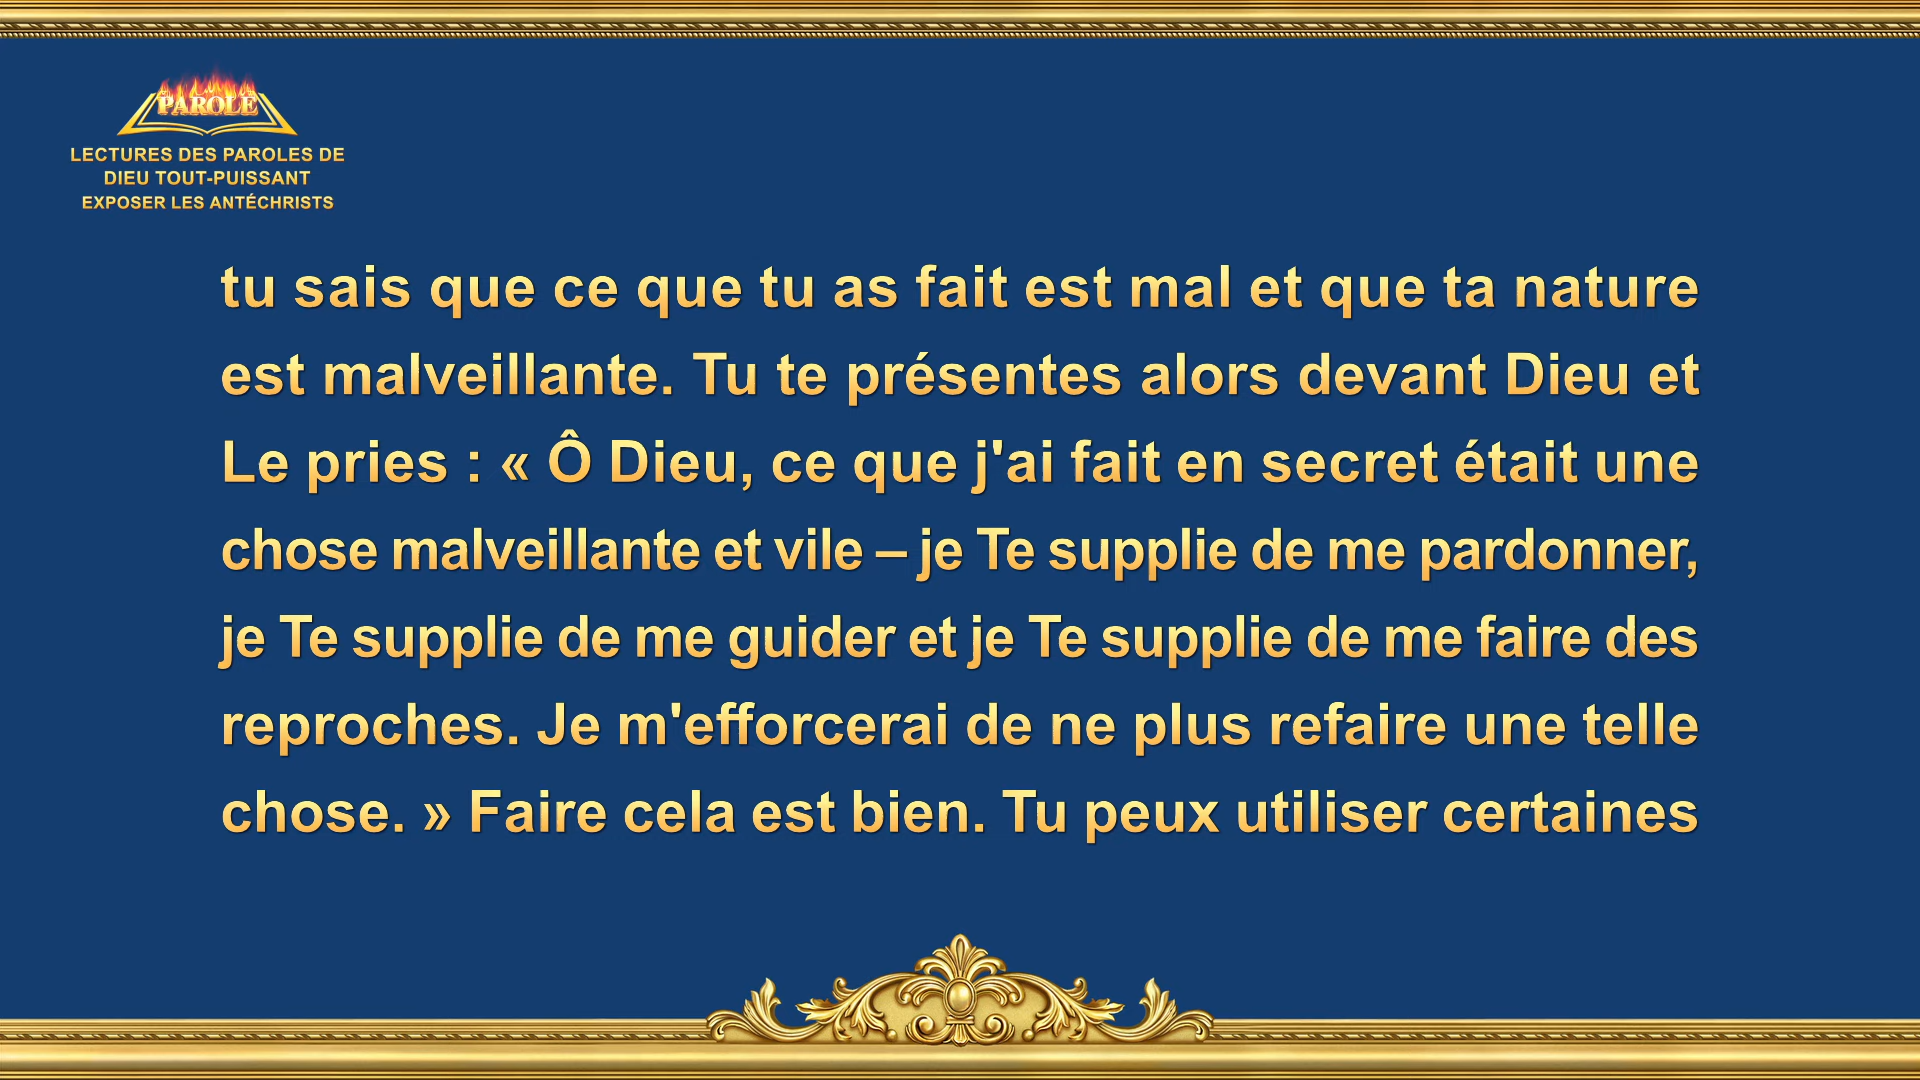 PAROLE
LECTURES DES PAROLES DE
DIEU TOUT-PUISSANT
EXPOSER LES ANTÉCHRISTS
tu sais que ce que tu as fait est mal et que ta nature
est malveillante. Tu te présentes alors devant Dieu et
Le pries : « Ô Dieu, ce que j'ai fait en secret était une
chose malveillante et vile – je Te supplie de me pardonner,
je Te supplie de me guider et je Te supplie de me faire des
reproches. Je m'efforcerai de ne plus refaire une telle
chose. » Faire cela est bien. Tu peux utiliser certaines